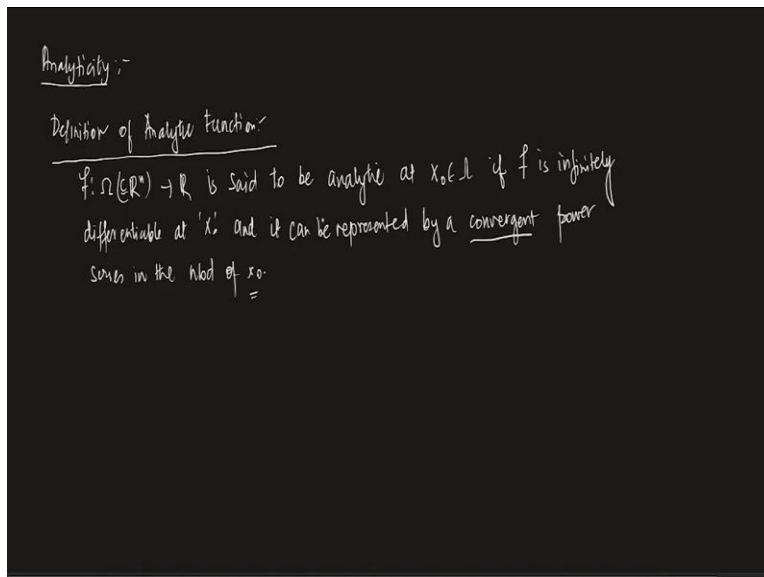 Analyticity:-
Definition of Analytic Function:-
f: Ω(⊆ℝⁿ) → ℝ is said to be analytic at x₀ ∈ Ω if f is infinitely
differentiable at 'x₀' and it can be represented by a convergent power
series in the nbd of x₀.